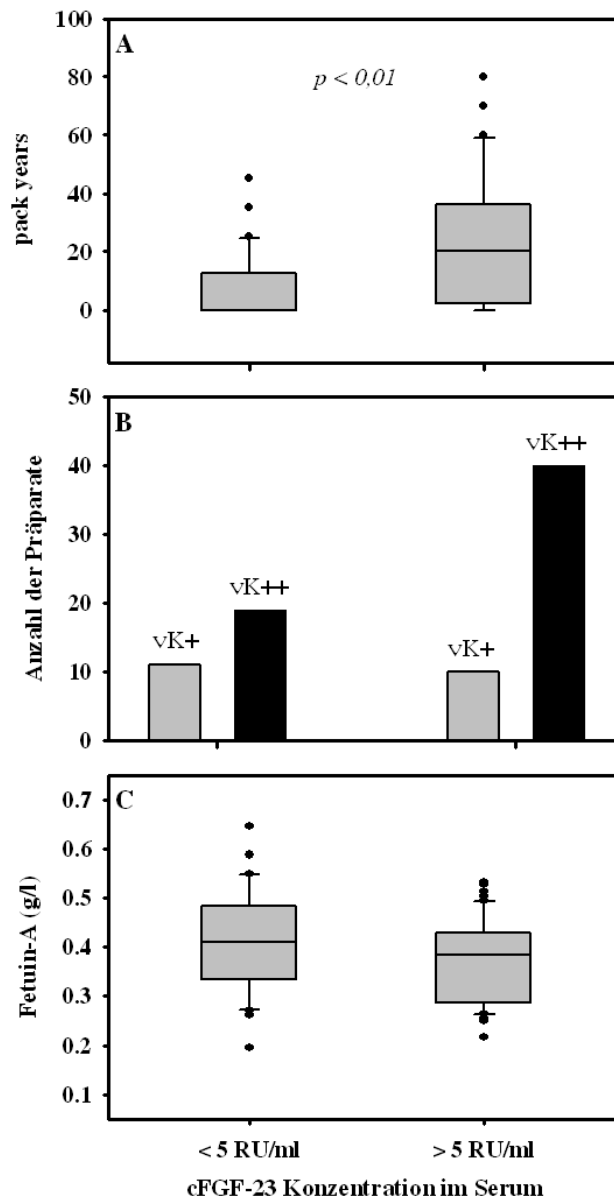 A
p < 0,01
pack years
100
80
60
40
20
0
B
vK++
vK++
vK+
vK+
Anzahl der Präparate
50
40
30
20
10
0
C
Fetuin-A (g/l)
0.7
0.6
0.5
0.4
0.3
0.2
0.1
< 5 RU/ml
> 5 RU/ml
cFGF-23 Konzentration im Serum